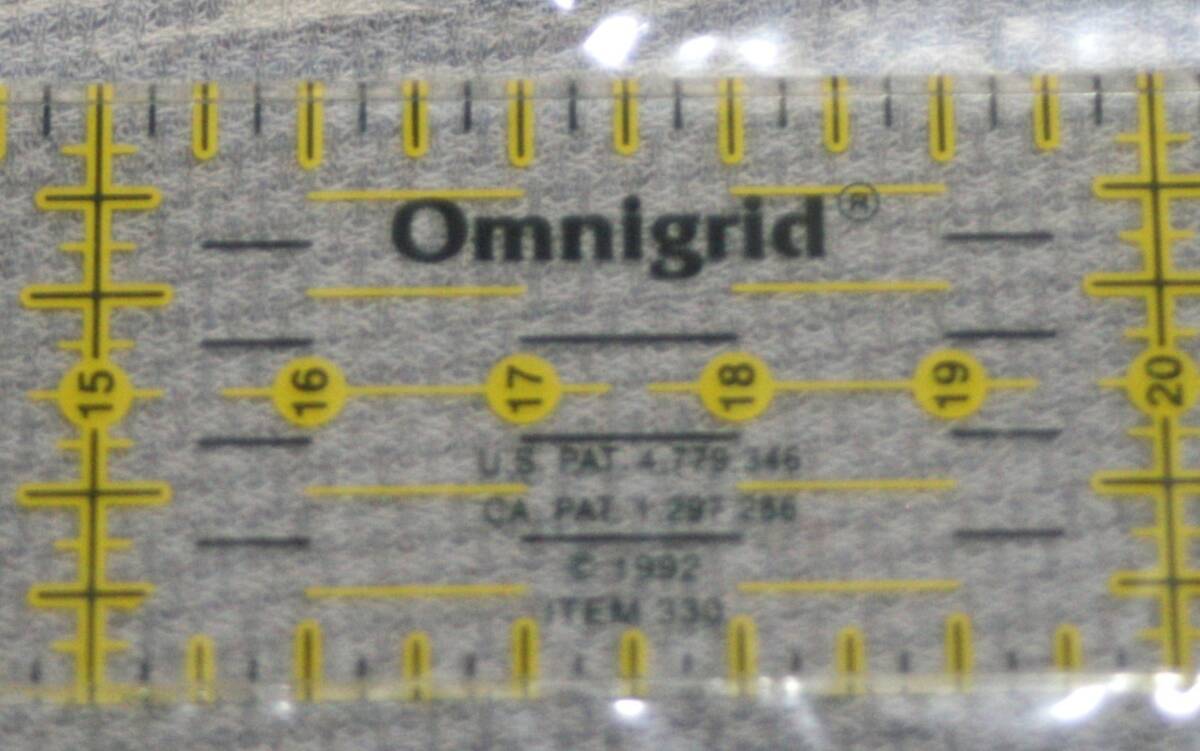 Omnigrid®
15 16 17 18 19 20
U.S. PAT. 4,779,346
CA. PAT. 1,297,286
© 1992
ITEM 330